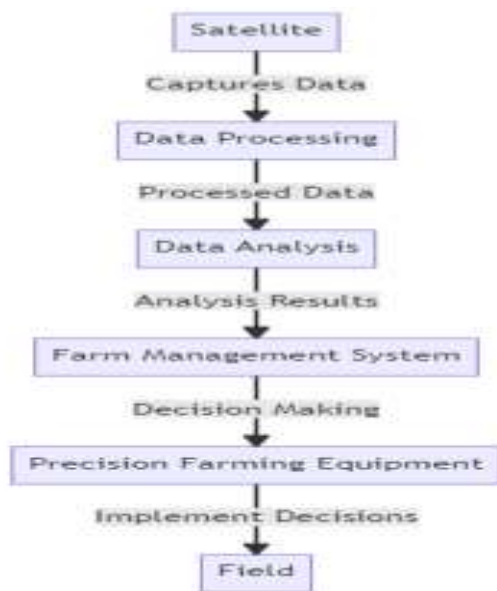 Satellite
Captures Data
Data Processing
Processed Data
Data Analysis
Analysis Results
Farm Management System
Decision Making
Precision Farming Equipment
Implement Decisions
Field